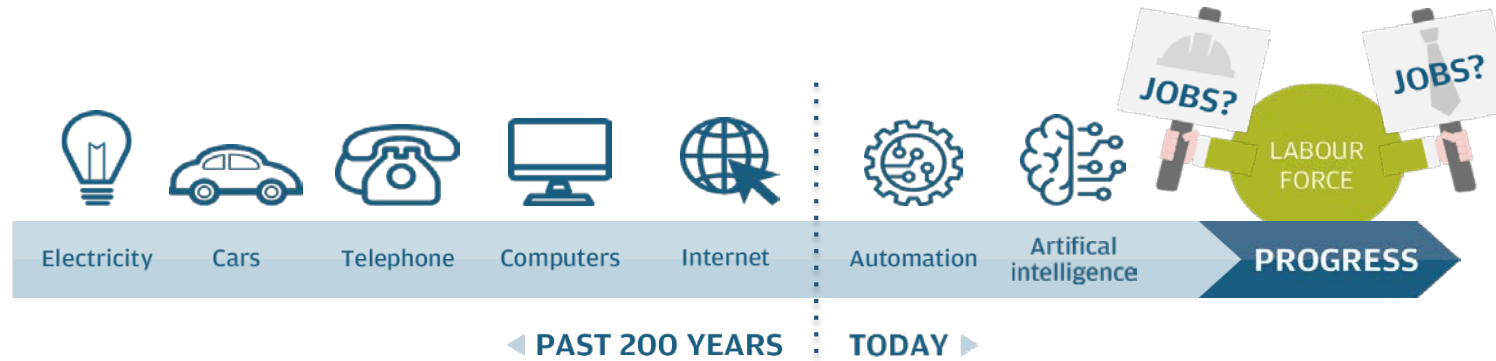 JOBS?
JOBS?
LABOUR
FORCE
Electricity
Cars
Telephone
Computers
Internet
Automation
Artifical
intelligence
PROGRESS
PAST 200 YEARS
TODAY